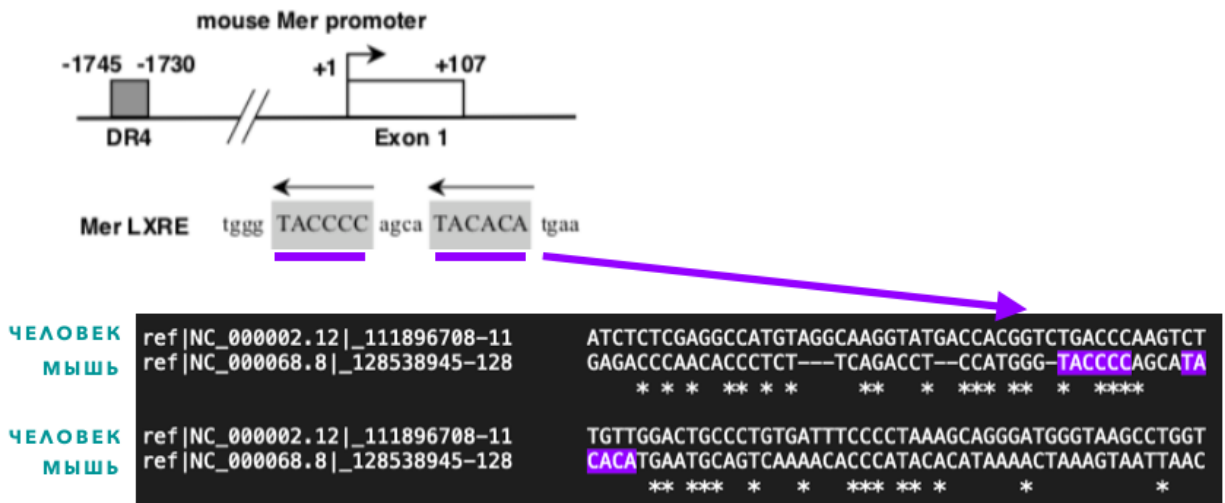 mouse Mer promoter
-1745 -1730 +1 +107
DR4 Exon 1
Mer LXRE tggg TACCCC agca TACACA tgaa
ЧЕЛОВЕК ref|NC_000002.12|_111896708-11 ATCTCTCGAGGCCATGTAGGCAAGGTATGACCACGGTCTGACCCAAGTCT
МЫШЬ ref|NC_000068.8|_128538945-128 GAGACCCAACACCCTCT---TCAGACCT--CCATGGG-TACCCCAGCATA
* * * ** * * ** * *** ** * ****
ЧЕЛОВЕК ref|NC_000002.12|_111896708-11 TGTTGGACTGCCCTGTGATTTCCCCTAAAGCAGGGATGGGTAAGCCTGGT
МЫШЬ ref|NC_000068.8|_128538945-128 CACATGAATGCAGTCAAAACACCCATACACATAAAACTAAAGTAATTAAC
** *** * * *** ** * * *